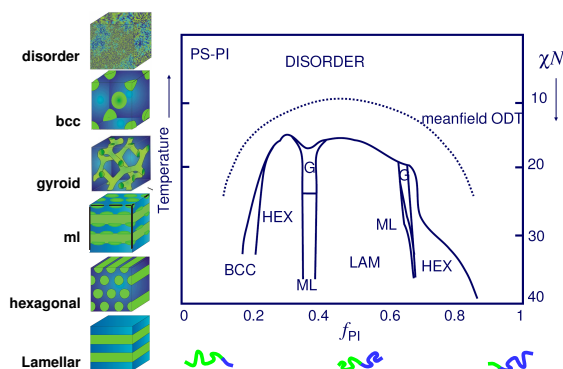 disorder
bcc
gyroid
ml
hexagonal
Lamellar
Temperature
PS-PI
DISORDER
meanfield ODT
G
G
HEX
ML
BCC
ML
LAM
HEX
χN
10
20
30
40
0
0.2
0.4
0.6
0.8
1
fPI